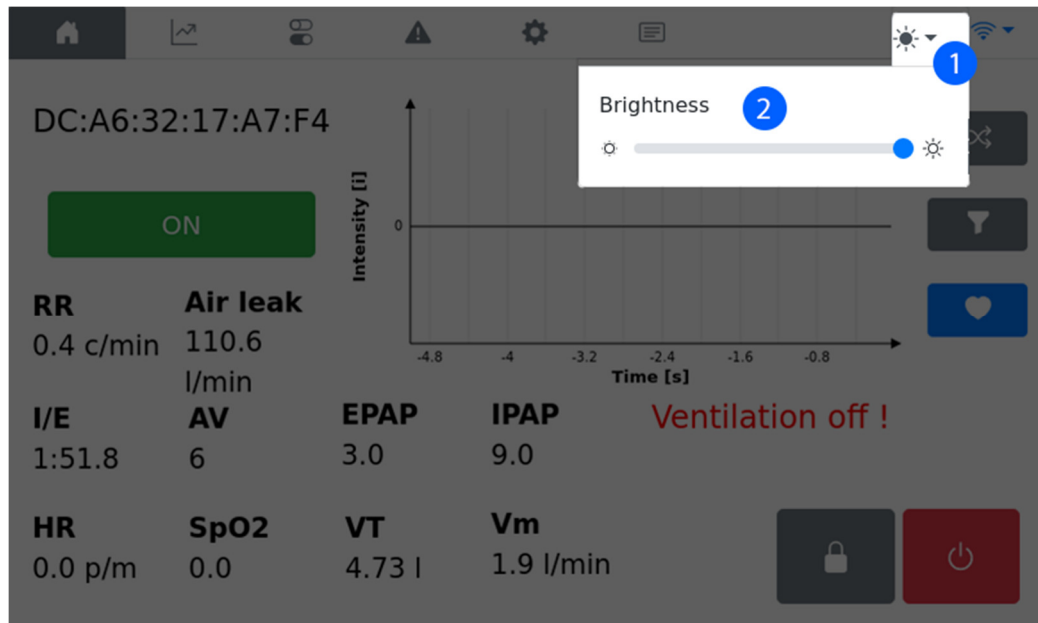 1
Brightness 2
DC:A6:32:17:A7:F4
ON
Intensity [i]
0
-4.8 -4 -3.2 -2.4 -1.6 -0.8
Time [s]
RR Air leak
0.4 c/min 110.6
l/min
I/E AV EPAP IPAP Ventilation off !
1:51.8 6 3.0 9.0
HR SpO2 VT Vm
0.0 p/m 0.0 4.73 l 1.9 l/min